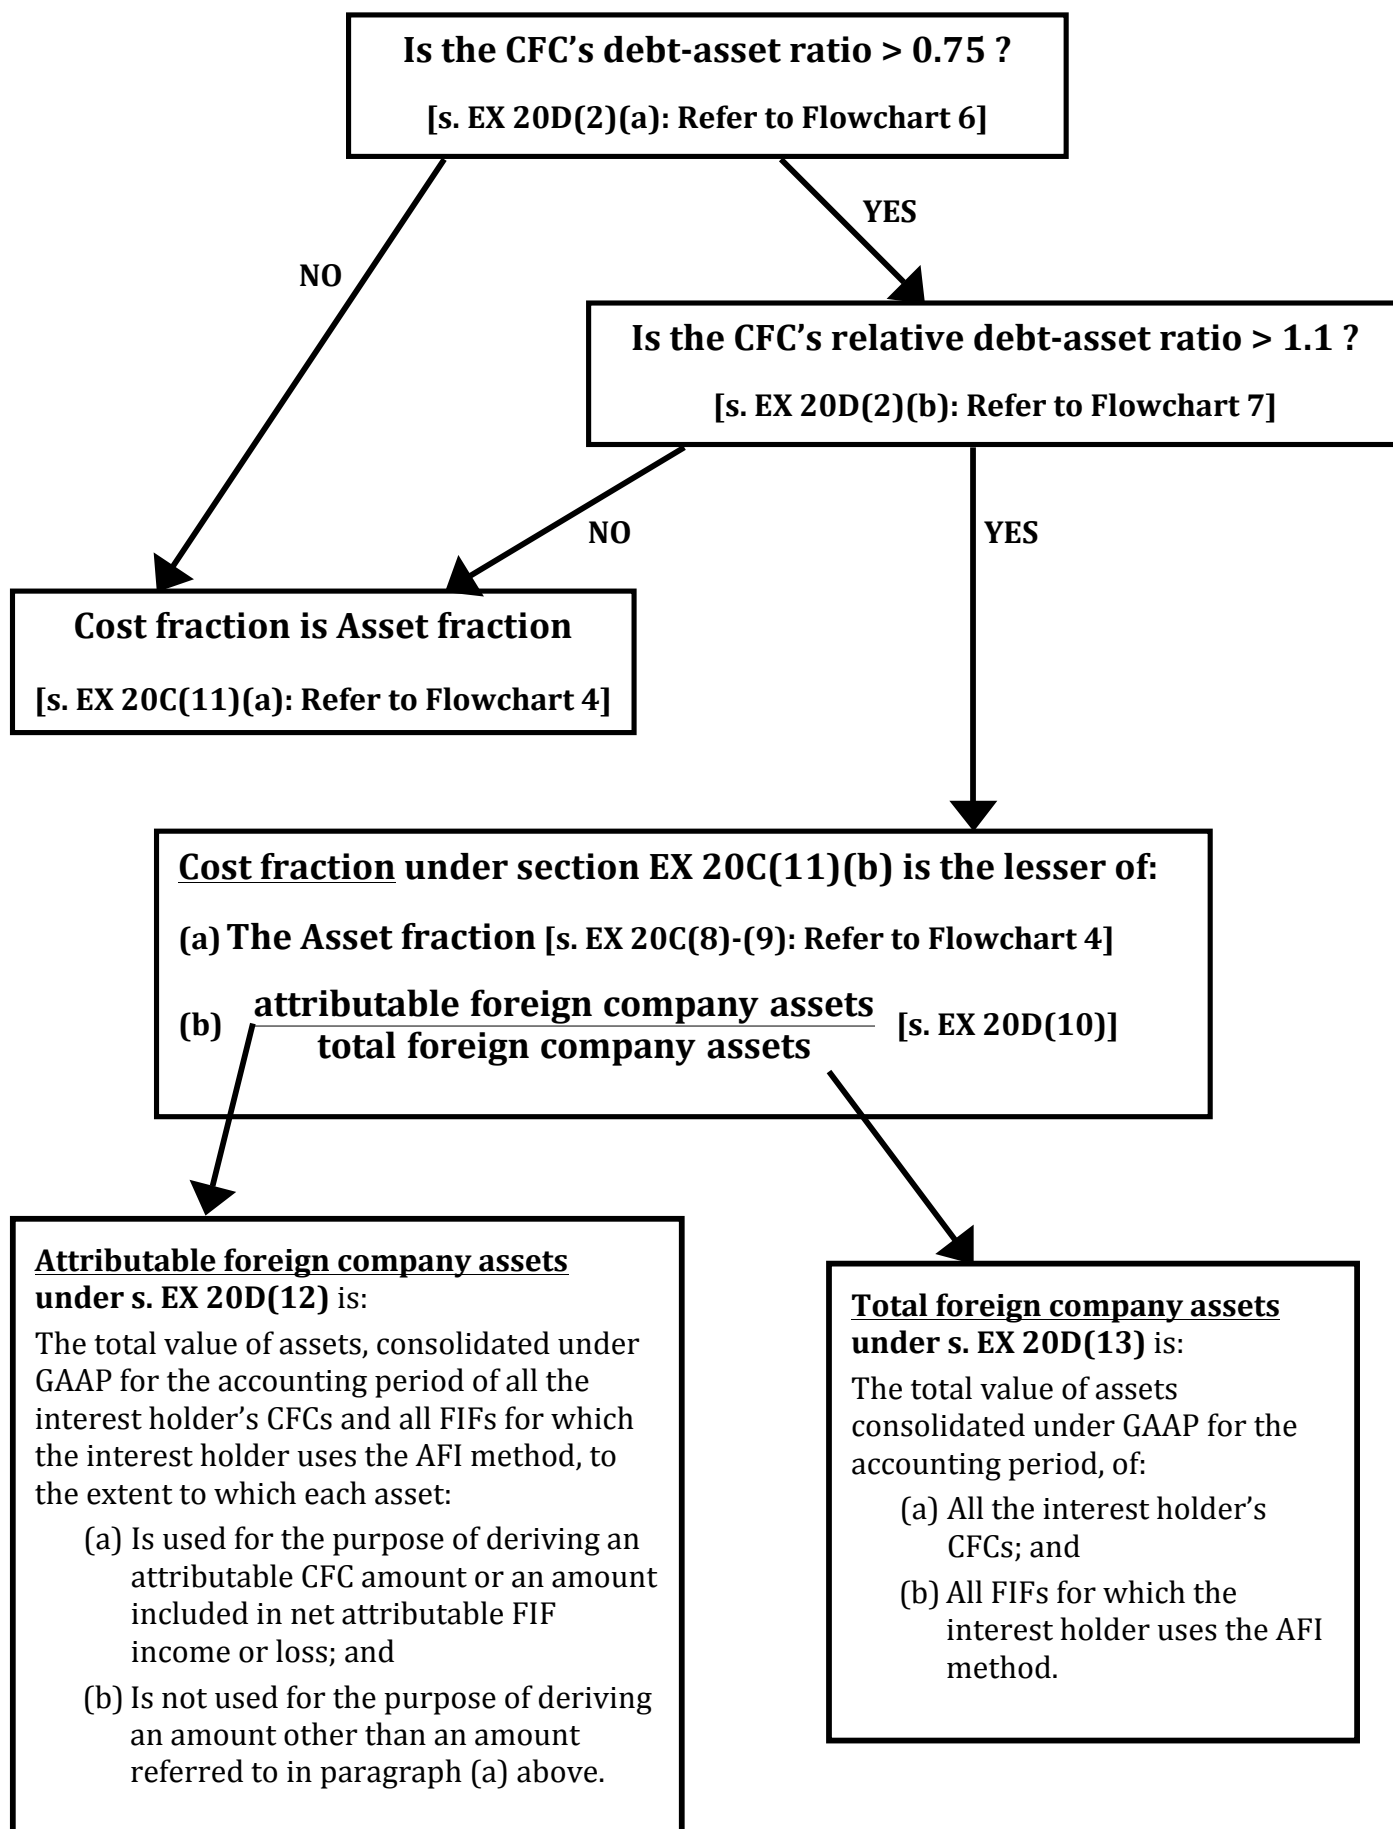 Is the CFC’s debt-asset ratio > 0.75 ?
[s. EX 20D(2)(a): Refer to Flowchart 6]
YES
NO
Is the CFC’s relative debt-asset ratio > 1.1 ?
[s. EX 20D(2)(b): Refer to Flowchart 7]
NO
YES
Cost fraction is Asset fraction
[s. EX 20C(11)(a): Refer to Flowchart 4]
Cost fraction under section EX 20C(11)(b) is the lesser of:
(a) The Asset fraction [s. EX 20C(8)-(9): Refer to Flowchart 4]
attributable foreign company assets
(b) [s. EX 20D(10)]
total foreign company assets
Attributable foreign company assets
under s. EX 20D(12) is:
The total value of assets, consolidated under
GAAP for the accounting period of all the
interest holder’s CFCs and all FIFs for which
the interest holder uses the AFI method, to
the extent to which each asset:
(a) Is used for the purpose of deriving an
attributable CFC amount or an amount
included in net attributable FIF
income or loss; and
(b) Is not used for the purpose of deriving
an amount other than an amount
referred to in paragraph (a) above.
Total foreign company assets
under s. EX 20D(13) is:
The total value of assets
consolidated under GAAP for the
accounting period, of:
(a) All the interest holder’s
CFCs; and
(b) All FIFs for which the
interest holder uses the AFI
method.